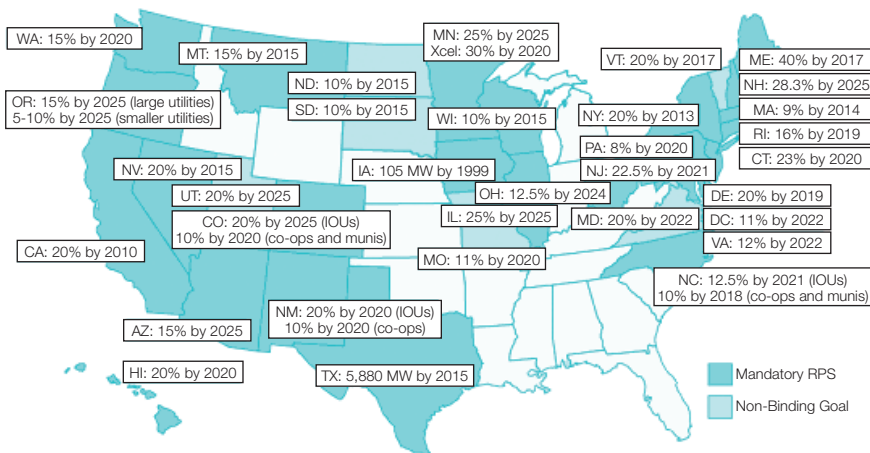 WA: 15% by 2020
MT: 15% by 2015
MN: 25% by 2025
Xcel: 30% by 2020
VT: 20% by 2017
ME: 40% by 2017
ND: 10% by 2015
NH: 28.3% by 2025
OR: 15% by 2025 (large utilities)
5-10% by 2025 (smaller utilities)
SD: 10% by 2015
WI: 10% by 2015
NY: 20% by 2013
MA: 9% by 2014
RI: 16% by 2019
PA: 8% by 2020
CT: 23% by 2020
NV: 20% by 2015
IA: 105 MW by 1999
NJ: 22.5% by 2021
UT: 20% by 2025
OH: 12.5% by 2024
DE: 20% by 2019
CO: 20% by 2025 (IOUs)
10% by 2020 (co-ops and munis)
IL: 25% by 2025
MD: 20% by 2022
DC: 11% by 2022
VA: 12% by 2022
CA: 20% by 2010
MO: 11% by 2020
NC: 12.5% by 2021 (IOUs)
10% by 2018 (co-ops and munis)
NM: 20% by 2020 (IOUs)
10% by 2020 (co-ops)
AZ: 15% by 2025
HI: 20% by 2020
TX: 5,880 MW by 2015
Mandatory RPS
Non-Binding Goal